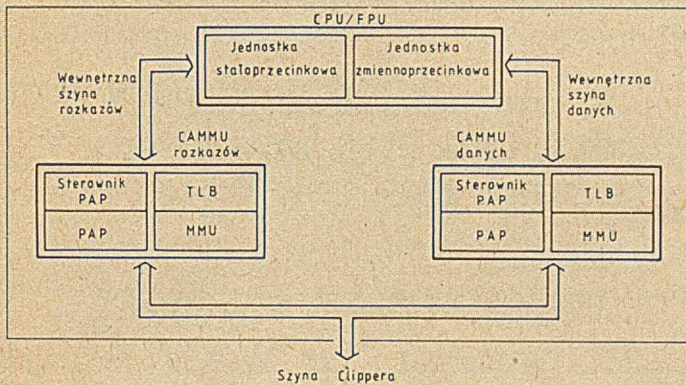 CPU/FPU
Jednostka
stałoprzecinkowa
Jednostka
zmiennoprzecinkowa
Wewnętrzna
szyna
rozkazów
Wewnętrzna
szyna
danych
CAMMU
rozkazów
CAMMU
danych
Sterownik
PAP
TLB
PAP
MMU
Sterownik
PAP
TLB
PAP
MMU
Szyna Clippera